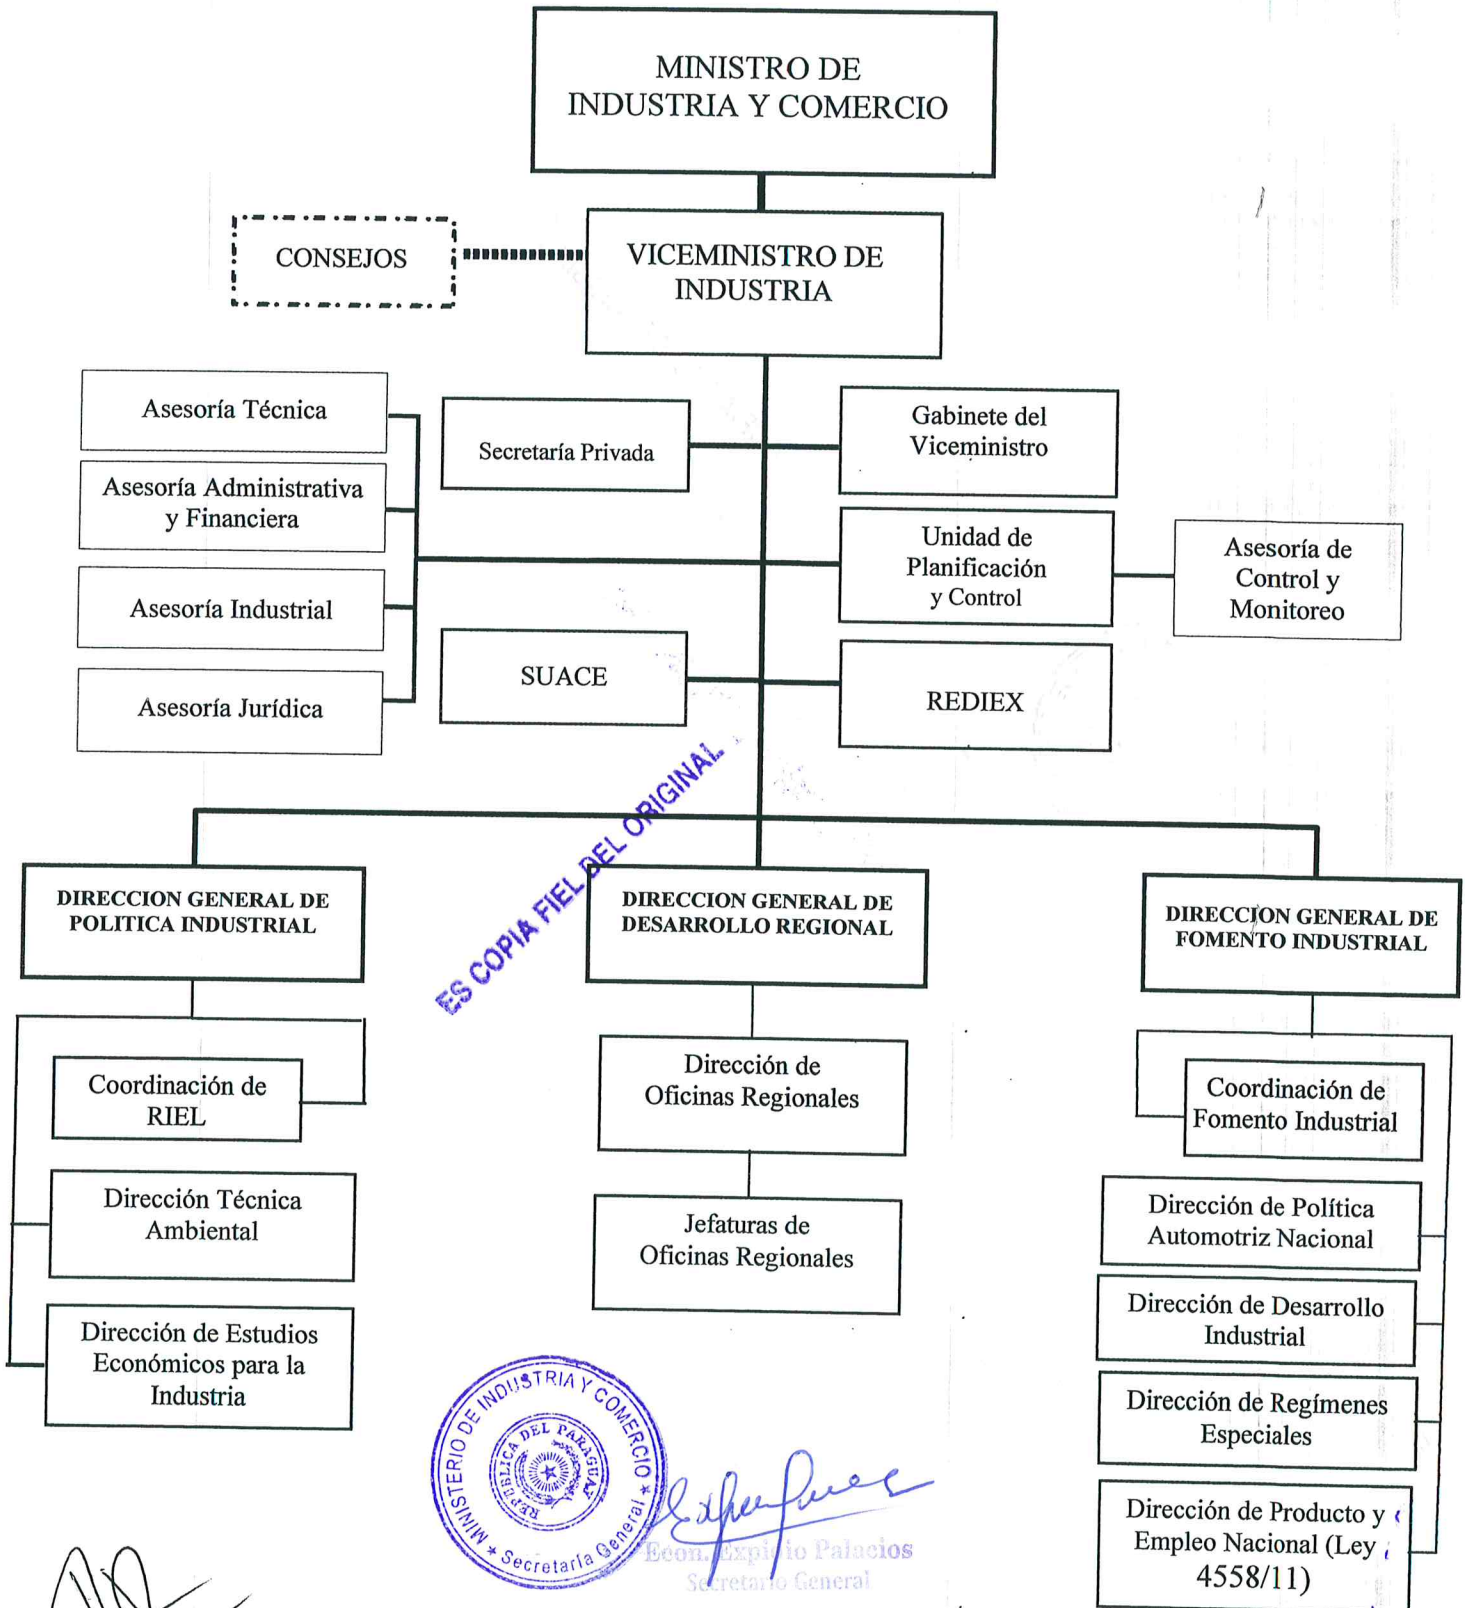 MINISTRO DE
INDUSTRIA Y COMERCIO
CONSEJOS
VICEMINISTRO DE
INDUSTRIA
Asesoría Técnica
Secretaría Privada
Gabinete del
Viceministro
Asesoría Administrativa
y Financiera
Unidad de
Planificación
y Control
Asesoría de
Control y
Monitoreo
Asesoría Industrial
SUACE
REDIEX
Asesoría Jurídica
ES COPIA FIEL DEL ORIGINAL
DIRECCION GENERAL DE
POLITICA INDUSTRIAL
DIRECCION GENERAL DE
DESARROLLO REGIONAL
DIRECCION GENERAL DE
FOMENTO INDUSTRIAL
Coordinación de
RIEL
Dirección Técnica
Ambiental
Dirección de Estudios
Económicos para la
Industria
Dirección de
Oficinas Regionales
Jefaturas de
Oficinas Regionales
Coordinación de
Fomento Industrial
Dirección de Política
Automotriz Nacional
Dirección de Desarrollo
Industrial
Dirección de Regímenes
Especiales
Dirección de Producto y
Empleo Nacional (Ley
4558/11)
MINISTERIO DE INDUSTRIA Y COMERCIO
REPUBLICA DEL PARAGUAY
Secretaría General
Econ. Expidio Palacios
Secretario General